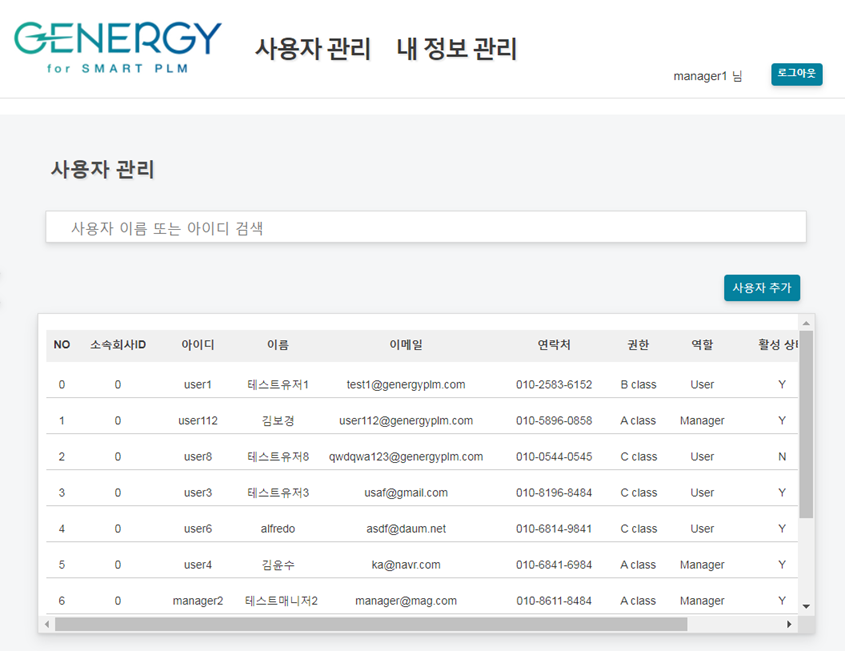 GENERGY
for SMART PLM
사용자 관리 내 정보 관리
manager1 님 로그아웃
사용자 관리
사용자 이름 또는 아이디 검색
사용자 추가
NO 소속회사ID 아이디 이름 이메일 연락처 권한 역할 활성
0 0 user1 테스트유저1 test1@genergyplm.com 010-2583-6152 B class User Y
1 0 user112 김보경 user112@genergyplm.com 010-5896-0858 A class Manager Y
2 0 user8 테스트유저8 qwdqwa123@genergyplm.com 010-0544-0545 C class User N
3 0 user3 테스트유저3 usaf@gmail.com 010-8196-8484 C class User Y
4 0 user6 alfredo asdf@daum.net 010-6814-9841 C class User Y
5 0 user4 김윤수 ka@navr.com 010-6841-6984 A class Manager Y
6 0 manager2 테스트매니저2 manager@mag.com 010-8611-8484 A class Manager Y